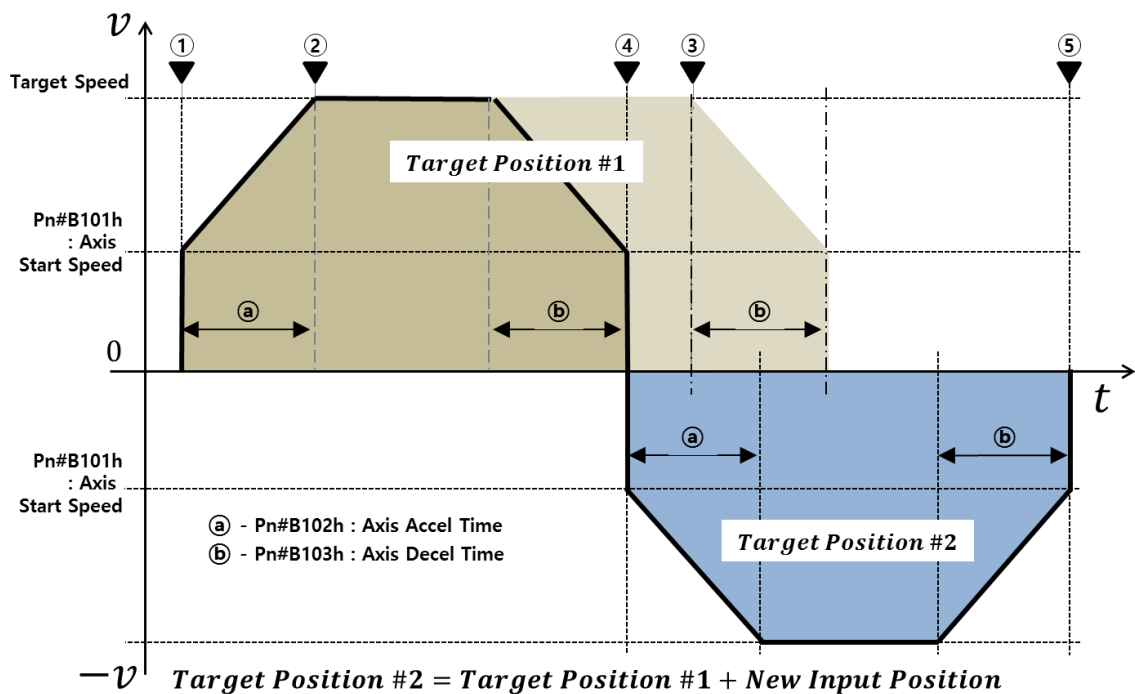 v
① ② ④ ③ ⑤
Target Speed
Target Position #1
Pn#B101h
: Axis
Start Speed
ⓐ ⓑ ⓑ
0
t
ⓐ ⓑ
Pn#B101h
: Axis
Start Speed
ⓐ - Pn#B102h : Axis Accel Time
ⓑ - Pn#B103h : Axis Decel Time
Target Position #2
−v
Target Position #2 = Target Position #1 + New Input Position